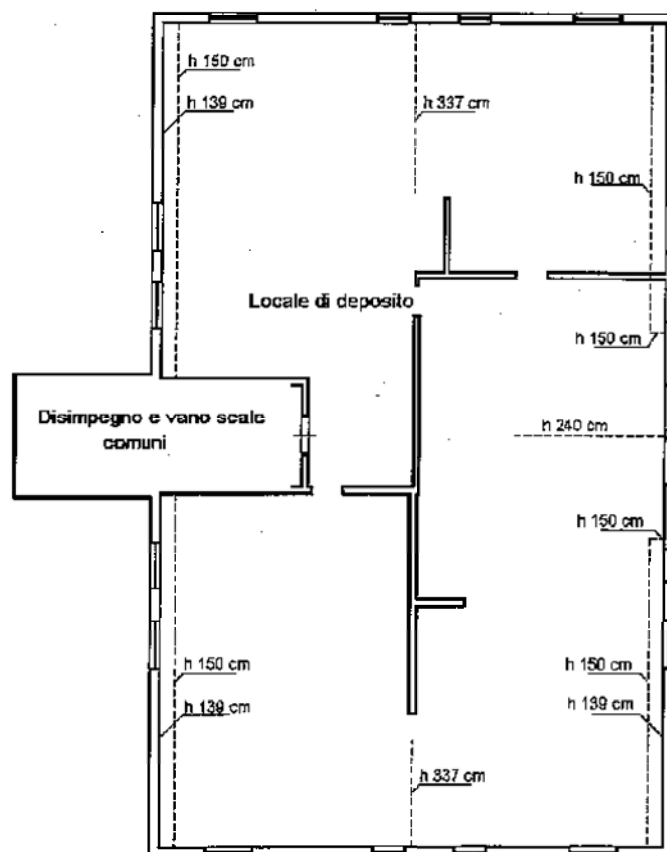 h 150 cm
h 139 cm
h 337 cm
h 150 cm
Locale di deposito
h 150 cm
Disimpegno e vano scale
comuni
h 240 cm
h 150 cm
h 150 cm
h 150 cm
h 139 cm
h 139 cm
h 337 cm